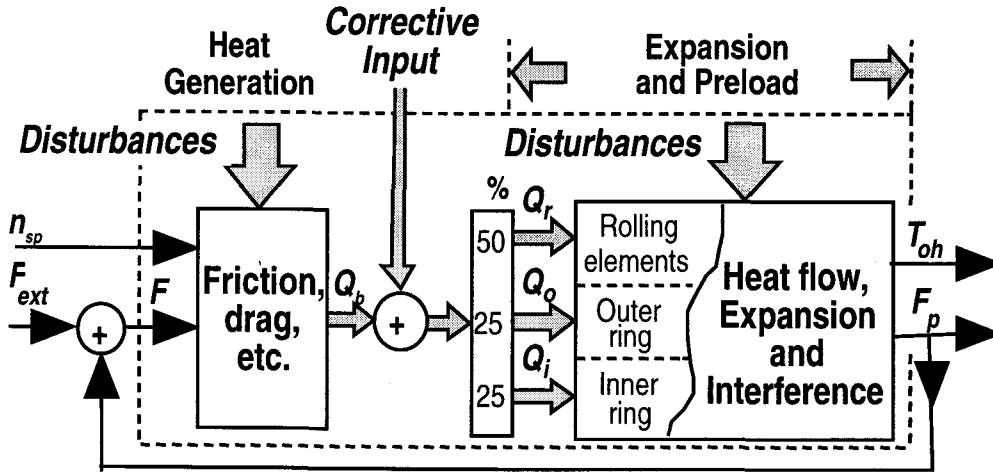 Heat
Generation
Corrective
Input
Expansion
and Preload
Disturbances
Disturbances
n_sp
F_ext
+
F
Friction,
drag,
etc.
Q_b
+
%
50
25
25
Q_r
Q_o
Q_i
Rolling
elements
Outer
ring
Inner
ring
Heat flow,
Expansion
and
Interference
T_oh
F_p